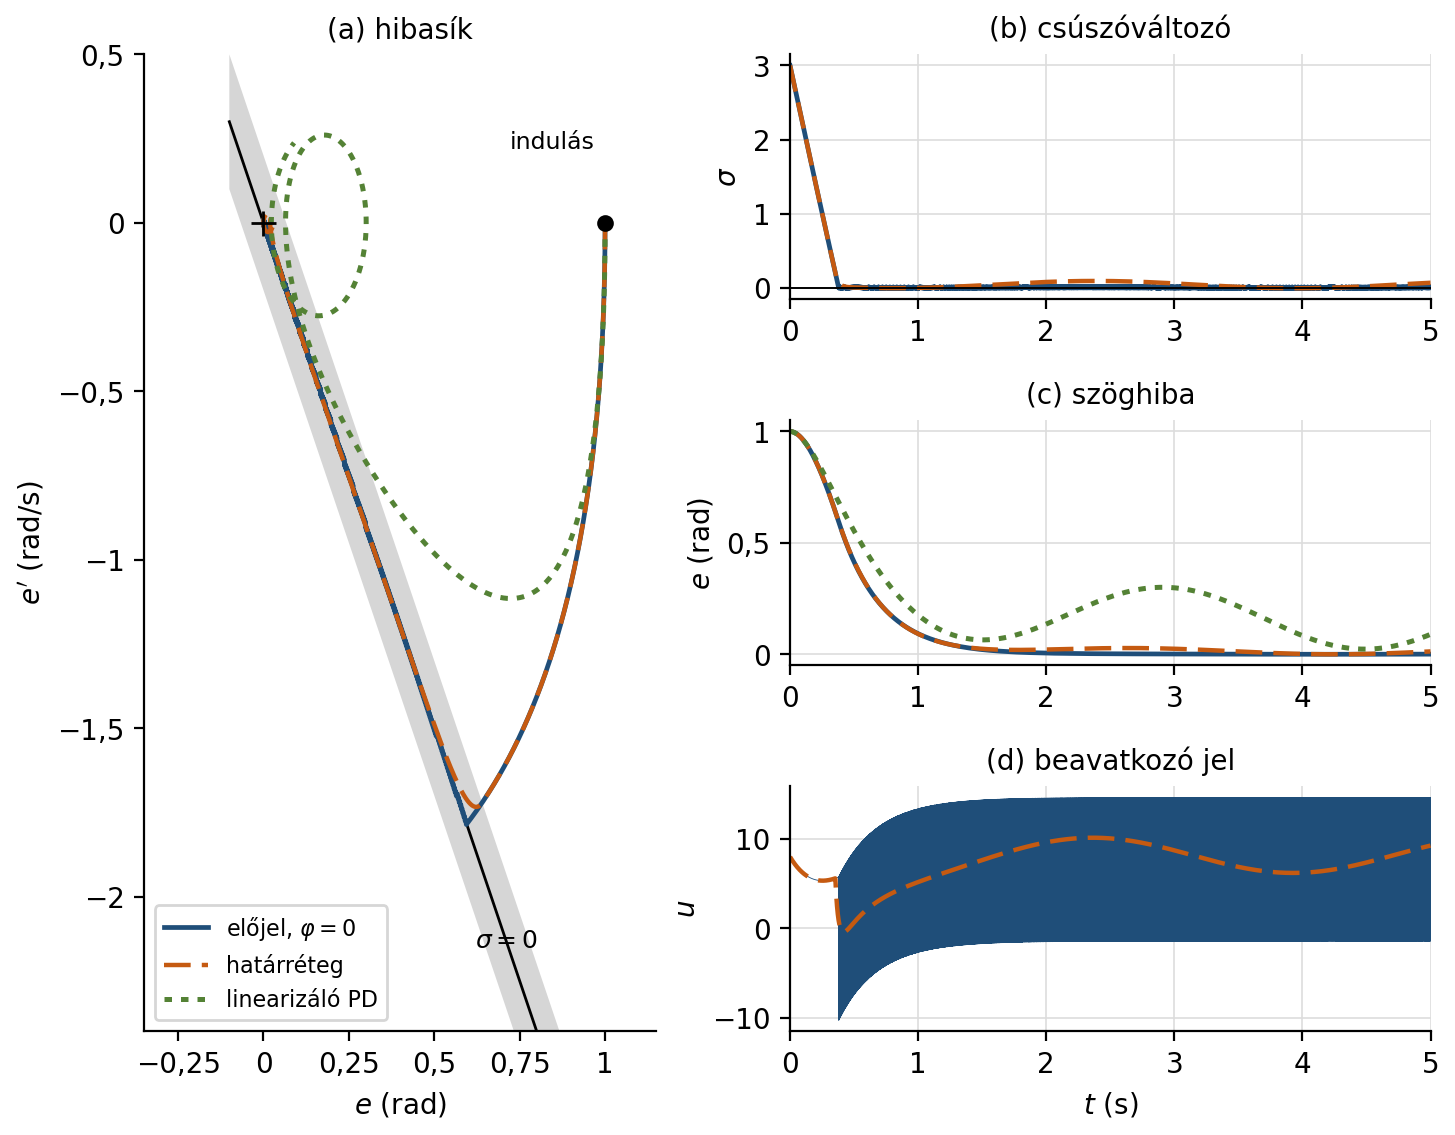 (a) hibasík
0,5
0
−0,5
−1
−1,5
−2
e′ (rad/s)
indulás
σ = 0
előjel, φ = 0
határréteg
linearizáló PD
−0,25 0 0,25 0,5 0,75 1
e (rad)
(b) csúszóváltozó
3
2
1
0
σ
0 1 2 3 4 5
(c) szöghiba
1
0,5
0
e (rad)
0 1 2 3 4 5
(d) beavatkozó jel
10
0
−10
u
0 1 2 3 4 5
t (s)